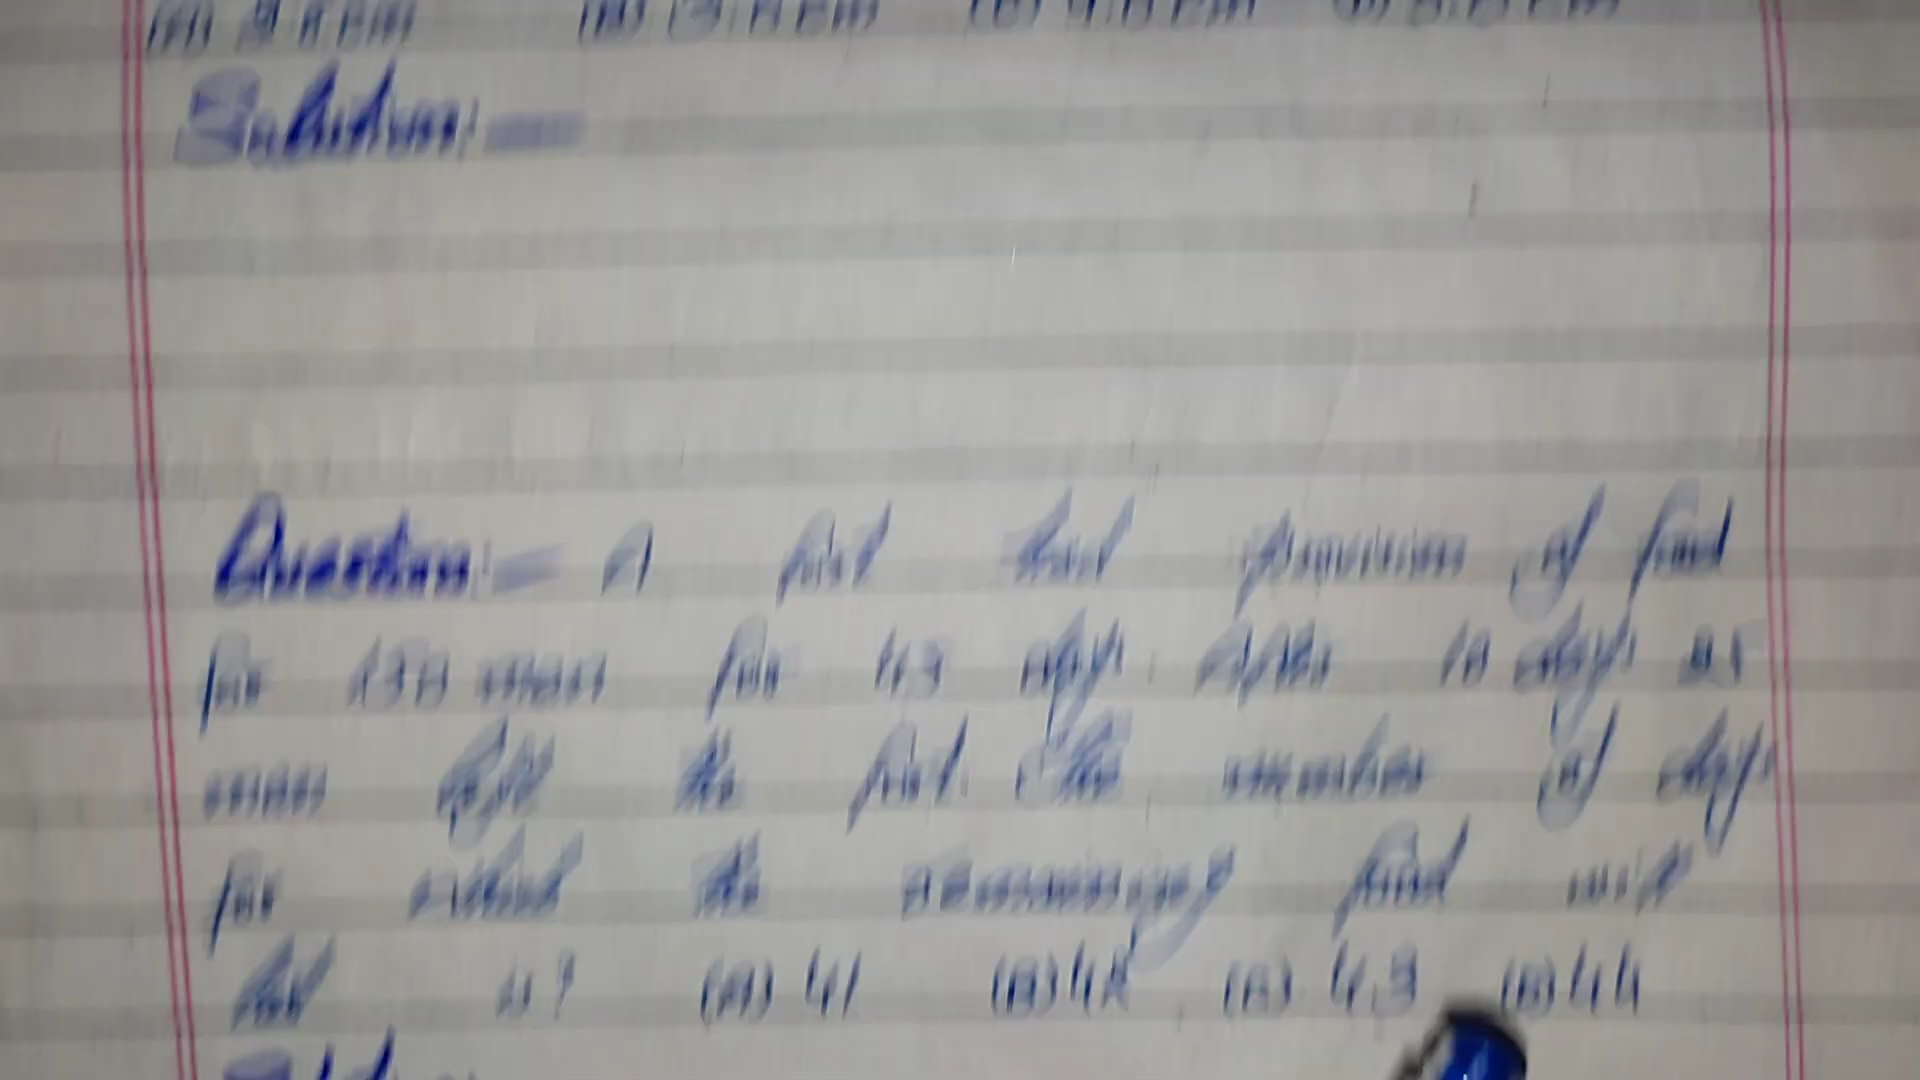 Solution:-
Question:- A fort had provision of food
for 150 men for 45 days. After 10 days 25
men left the fort. The number of days
for which the remaining food will
last is? (A) 41 (B) 42 (C) 43 (D) 44